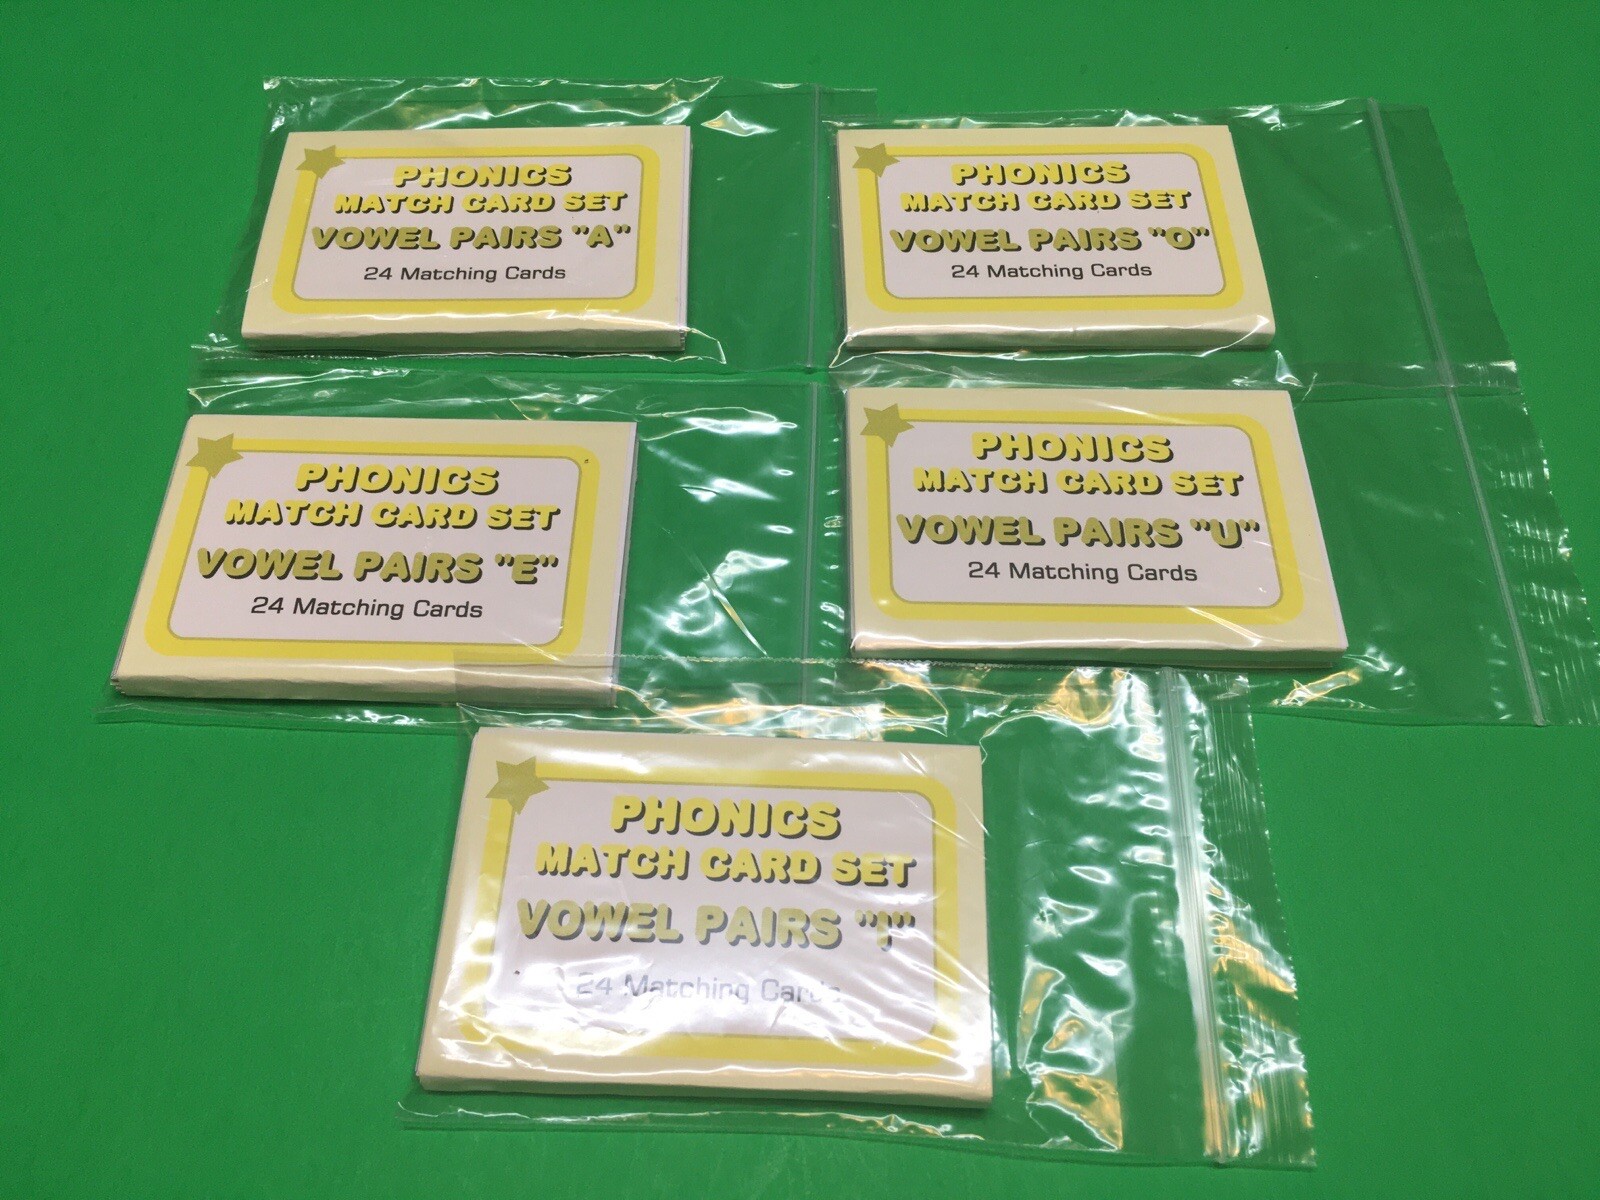 PHONICS
MATCH CARD SET
VOWEL PAIRS "A"
24 Matching Cards
PHONICS
MATCH CARD SET
VOWEL PAIRS "O"
24 Matching Cards
PHONICS
MATCH CARD SET
VOWEL PAIRS "E"
24 Matching Cards
PHONICS
MATCH CARD SET
VOWEL PAIRS "U"
24 Matching Cards
PHONICS
MATCH CARD SET
VOWEL PAIRS "I"
24 Matching Cards